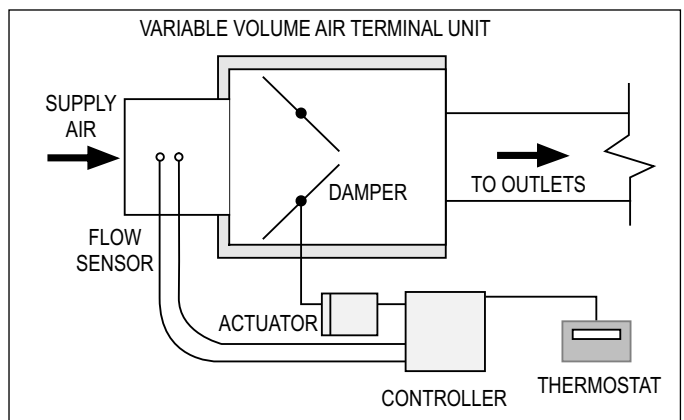 VARIABLE VOLUME AIR TERMINAL UNIT
SUPPLY
AIR
DAMPER
TO OUTLETS
FLOW
SENSOR
ACTUATOR
CONTROLLER
THERMOSTAT